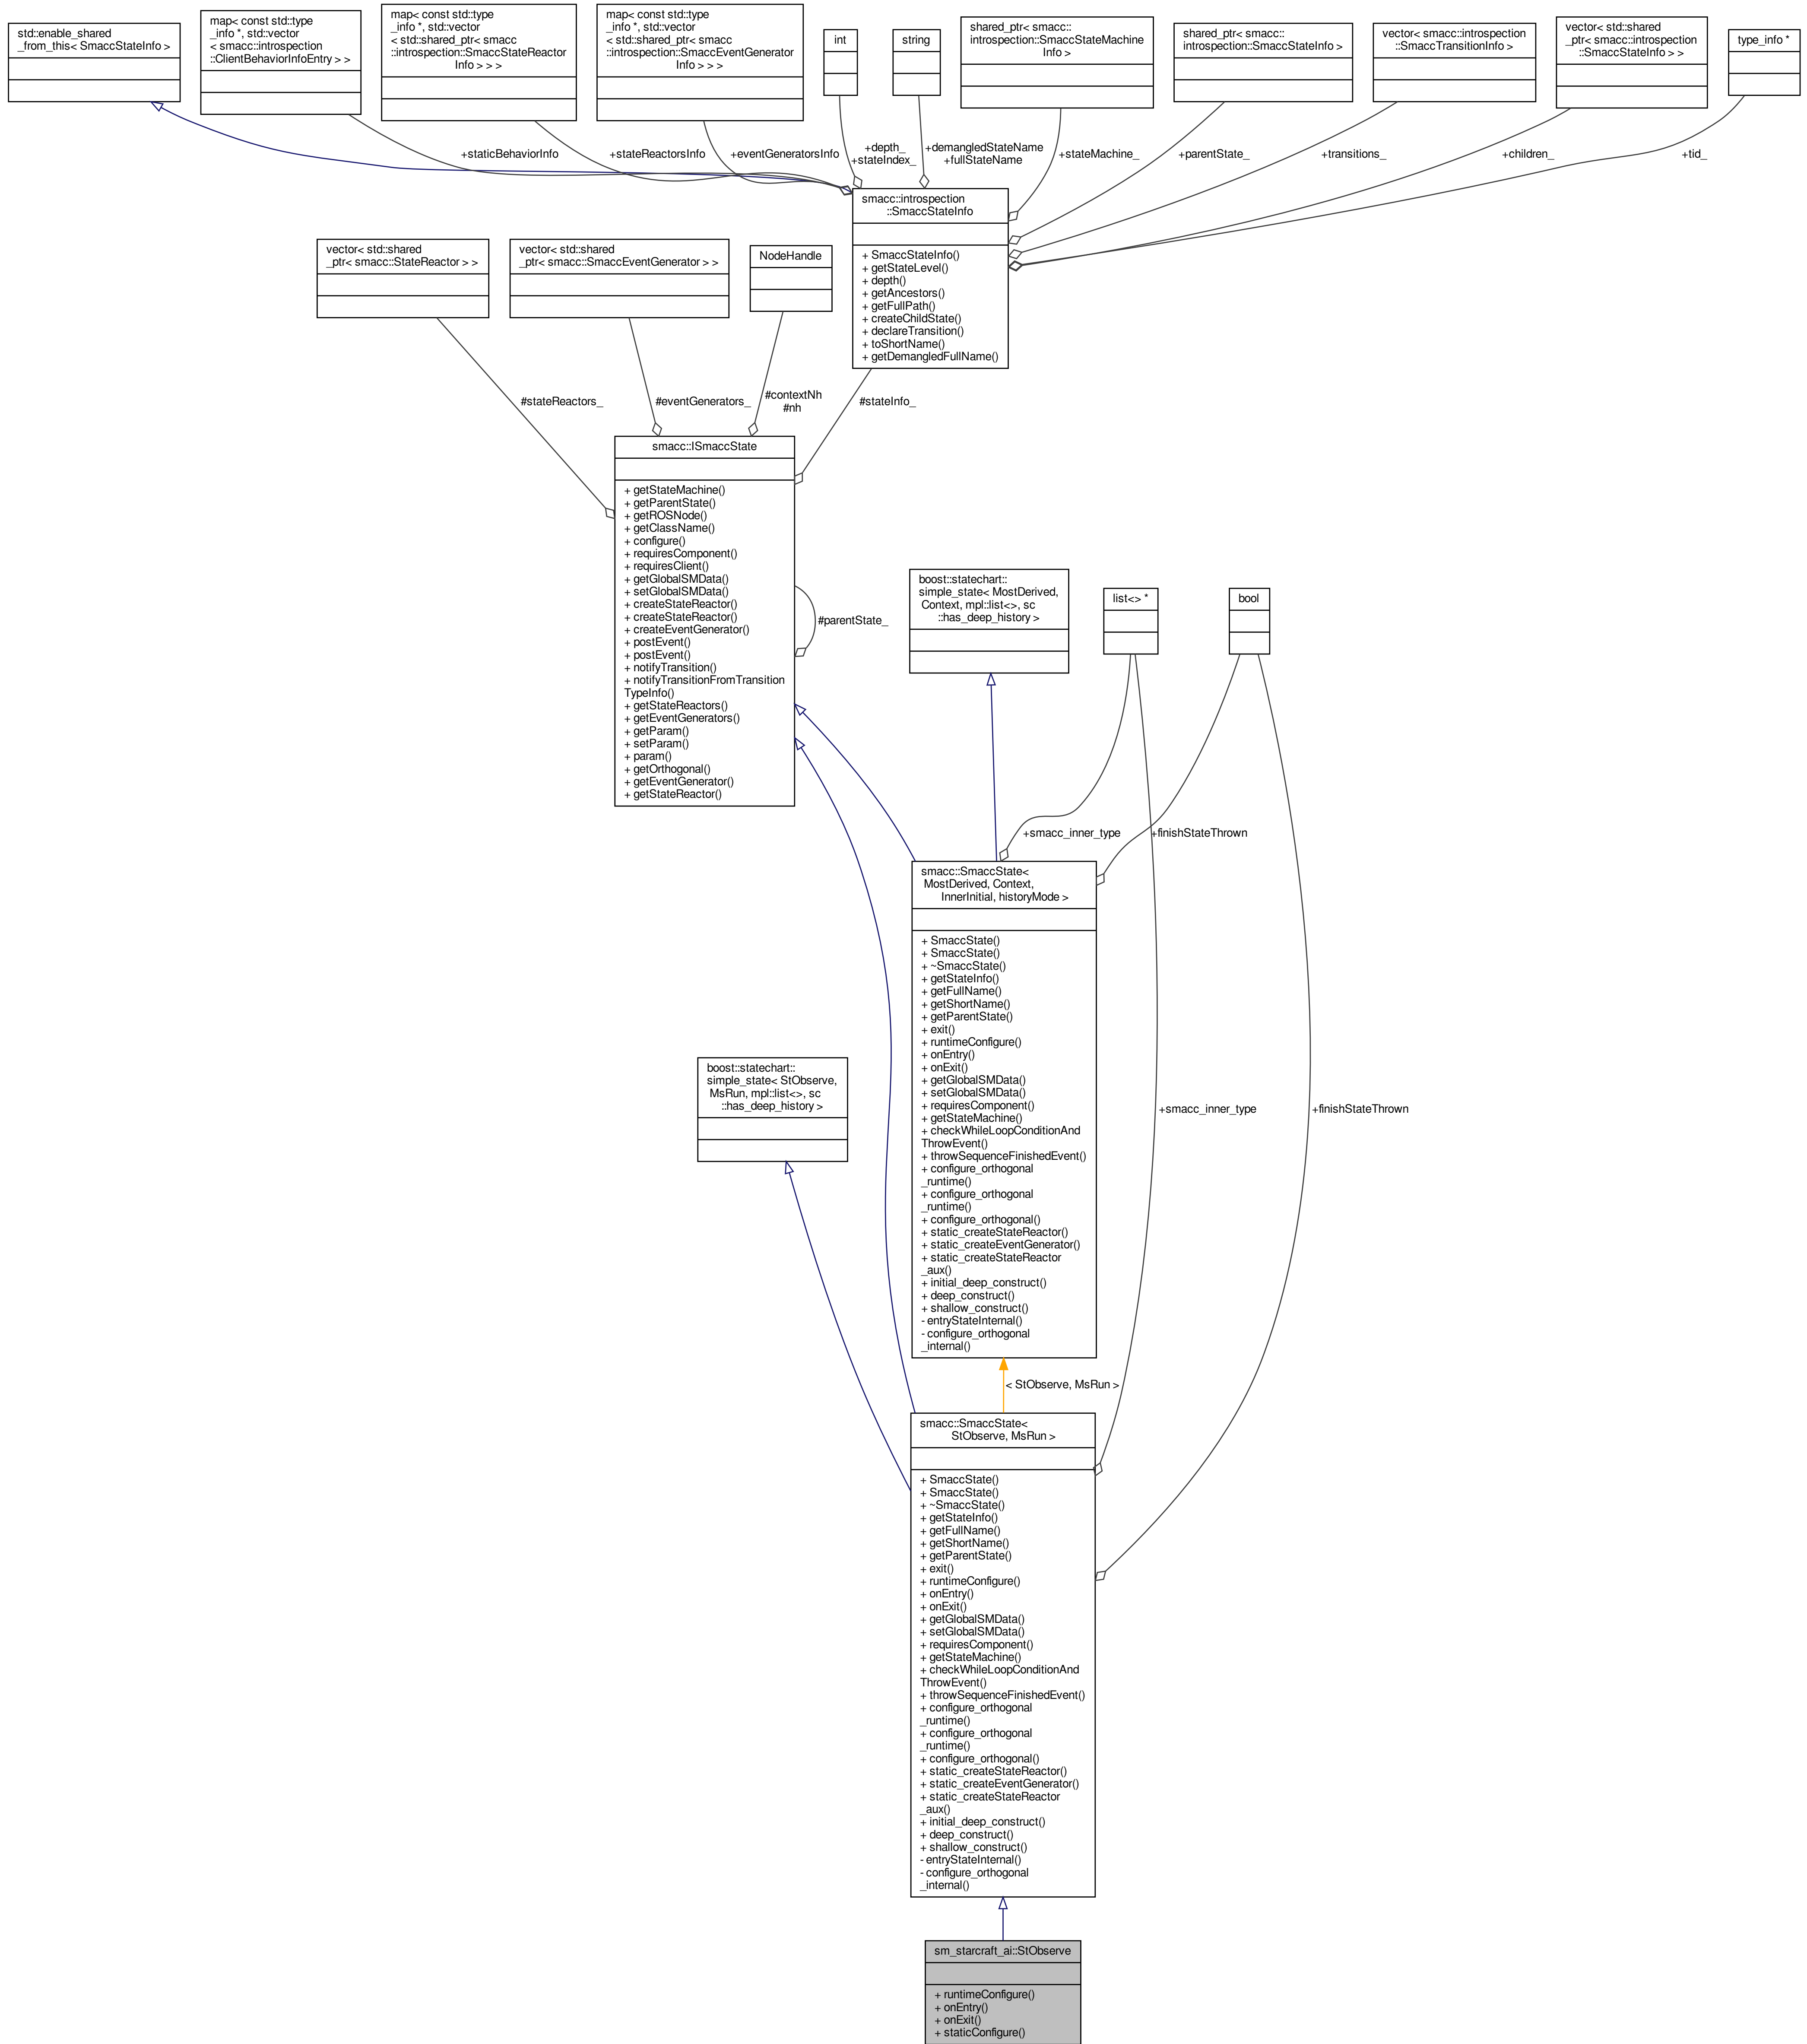 std::enable_shared
_from_this< SmaccStateInfo >
map< const std::type
_info *, std::vector
< smacc::introspection
::ClientBehaviorInfoEntry > >
map< const std::type
_info *, std::vector
< std::shared_ptr< smacc
::introspection::SmaccStateReactor
Info > > >
map< const std::type
_info *, std::vector
< std::shared_ptr< smacc
::introspection::SmaccEventGenerator
Info > > >
int
string
shared_ptr< smacc::
introspection::SmaccStateMachine
Info >
shared_ptr< smacc::
introspection::SmaccStateInfo >
vector< smacc::introspection
::SmaccTransitionInfo >
vector< std::shared
_ptr< smacc::introspection
::SmaccStateInfo > >
type_info *
+staticBehaviorInfo
+stateReactorsInfo
+eventGeneratorsInfo
+depth_
+stateIndex_
+demangledStateName
+fullStateName
+stateMachine_
+parentState_
+transitions_
+children_
+tid_
smacc::introspection
::SmaccStateInfo
+ SmaccStateInfo()
+ getStateLevel()
+ depth()
+ getAncestors()
+ getFullPath()
+ createChildState()
+ declareTransition()
+ toShortName()
+ getDemangledFullName()
vector< std::shared
_ptr< smacc::StateReactor > >
vector< std::shared
_ptr< smacc::SmaccEventGenerator > >
NodeHandle
#stateReactors_
#eventGenerators_
#contextNh
#nh
#stateInfo_
smacc::ISmaccState
+ getStateMachine()
+ getParentState()
+ getROSNode()
+ getClassName()
+ configure()
+ requiresComponent()
+ requiresClient()
+ getGlobalSMData()
+ setGlobalSMData()
+ createStateReactor()
+ createStateReactor()
+ createEventGenerator()
+ postEvent()
+ postEvent()
+ notifyTransition()
+ notifyTransitionFromTransition
TypeInfo()
+ getStateReactors()
+ getEventGenerators()
+ getParam()
+ setParam()
+ param()
+ getOrthogonal()
+ getEventGenerator()
+ getStateReactor()
#parentState_
boost::statechart::
simple_state< MostDerived,
Context, mpl::list<>, sc
::has_deep_history >
list<> *
bool
+smacc_inner_type
+finishStateThrown
smacc::SmaccState<
MostDerived, Context,
InnerInitial, historyMode >
+ SmaccState()
+ SmaccState()
+ ~SmaccState()
+ getStateInfo()
+ getFullName()
+ getShortName()
+ getParentState()
+ exit()
+ runtimeConfigure()
+ onEntry()
+ onExit()
+ getGlobalSMData()
+ setGlobalSMData()
+ requiresComponent()
+ getStateMachine()
+ checkWhileLoopConditionAnd
ThrowEvent()
+ throwSequenceFinishedEvent()
+ configure_orthogonal
_runtime()
+ configure_orthogonal
_runtime()
+ configure_orthogonal()
+ static_createStateReactor()
+ static_createEventGenerator()
+ static_createStateReactor
_aux()
+ initial_deep_construct()
+ deep_construct()
+ shallow_construct()
- entryStateInternal()
- configure_orthogonal
_internal()
boost::statechart::
simple_state< StObserve,
MsRun, mpl::list<>, sc
::has_deep_history >
+smacc_inner_type
+finishStateThrown
< StObserve, MsRun >
smacc::SmaccState<
StObserve, MsRun >
+ SmaccState()
+ SmaccState()
+ ~SmaccState()
+ getStateInfo()
+ getFullName()
+ getShortName()
+ getParentState()
+ exit()
+ runtimeConfigure()
+ onEntry()
+ onExit()
+ getGlobalSMData()
+ setGlobalSMData()
+ requiresComponent()
+ getStateMachine()
+ checkWhileLoopConditionAnd
ThrowEvent()
+ throwSequenceFinishedEvent()
+ configure_orthogonal
_runtime()
+ configure_orthogonal
_runtime()
+ configure_orthogonal()
+ static_createStateReactor()
+ static_createEventGenerator()
+ static_createStateReactor
_aux()
+ initial_deep_construct()
+ deep_construct()
+ shallow_construct()
- entryStateInternal()
- configure_orthogonal
_internal()
sm_starcraft_ai::StObserve
+ runtimeConfigure()
+ onEntry()
+ onExit()
+ staticConfigure()